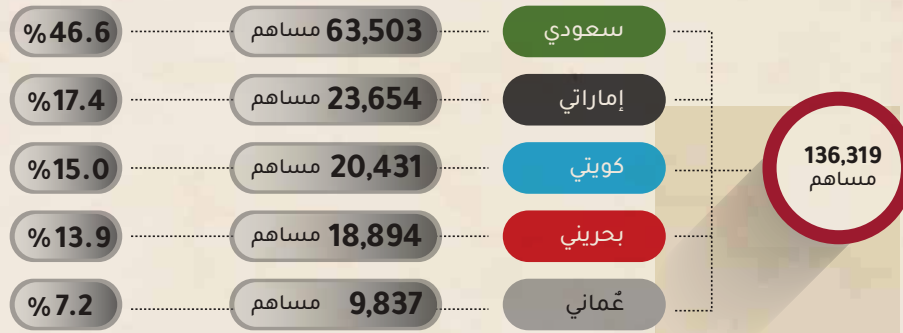 سعودي 63,503 مساهم %46.6
إماراتي 23,654 مساهم %17.4
136,319
مساهم
كويتي 20,431 مساهم %15.0
بحريني 18,894 مساهم %13.9
عُماني 9,837 مساهم %7.2